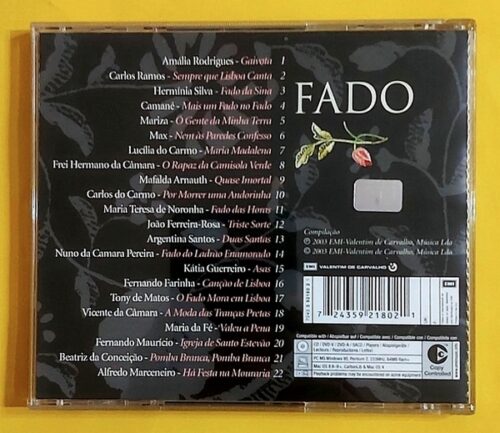 Amália Rodrigues - Gaivota 1
Carlos Ramos - Sempre que Lisboa Canta 2
Hermínia Silva - Fado da Sina 3
Camané - Mais um Fado no Fado 4
Mariza - Ó Gente da Minha Terra 5
Max - Nem às Paredes Confesso 6
Lucília do Carmo - Maria Madalena 7
Frei Hermano da Câmara - O Rapaz da Camisola Verde 8
Mafalda Arnauth - Quase Imortal 9
Carlos do Carmo - Por Morrer uma Andorinha 10
Maria Teresa de Noronha - Fado das Horas 11
João Ferreira-Rosa - Triste Sorte 12
Argentina Santos - Duas Santas 13
Nuno da Camara Pereira - Fado do Ladrão Enamorado 14
Kátia Guerreiro - Asas 15
Fernando Farinha - Canção de Lisboa 16
Tony de Matos - O Fado Mora em Lisboa 17
Vicente da Câmara - A Moda das Tranças Pretas 18
Maria da Fé - Valeu a Pena 19
Fernando Maurício - Igreja de Santo Estevão 20
Beatriz da Conceição - Pomba Branca, Pomba Branca 21
Alfredo Marceneiro - Há Festa na Mouraria 22
FADO
Compilação
℗ 2003 EMI-Valentim de Carvalho, Música Lda.
© 2003 EMI-Valentim de Carvalho, Música Lda.
EMI VALENTIM DE CARVALHO
EMI
7 24359 21802 1
Copy
Controlled